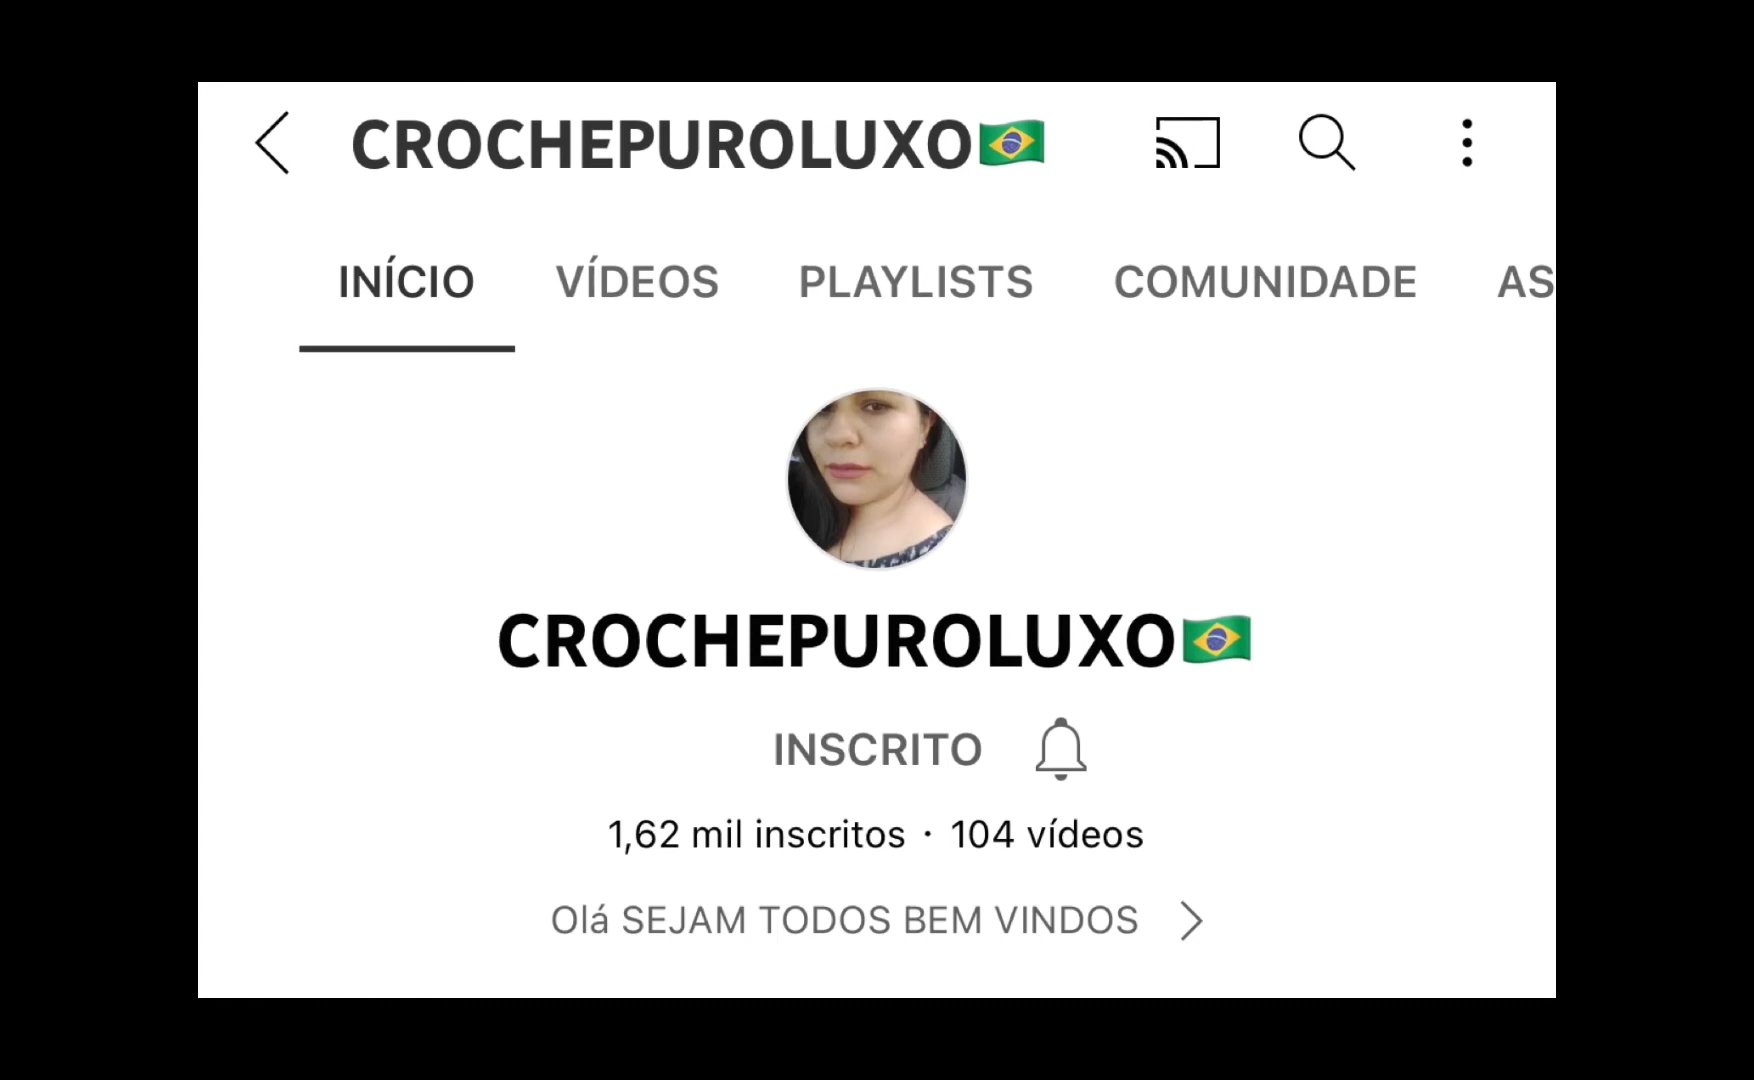 CROCHEPUROLUXO🇧🇷
INÍCIO VÍDEOS PLAYLISTS COMUNIDADE AS
CROCHEPUROLUXO🇧🇷
INSCRITO
1,62 mil inscritos · 104 vídeos
Olá SEJAM TODOS BEM VINDOS